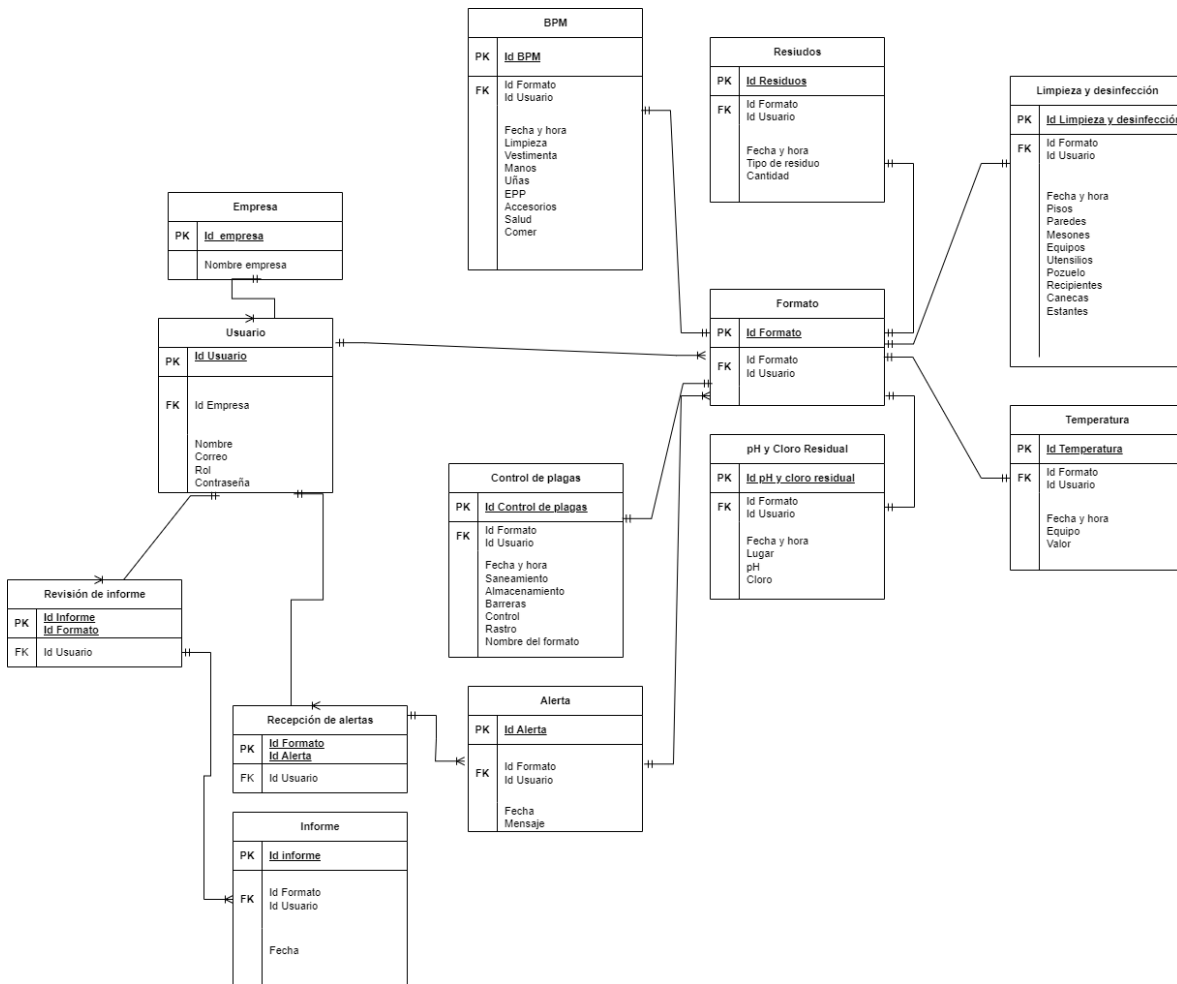 BPM
PK Id BPM
FK Id Formato
Id Usuario
Fecha y hora
Limpieza
Vestimenta
Manos
Uñas
EPP
Accesorios
Salud
Comer
Resiudos
PK Id Residuos
FK Id Formato
Id Usuario
Fecha y hora
Tipo de residuo
Cantidad
Limpieza y desinfección
PK Id Limpieza y desinfección
FK Id Formato
Id Usuario
Fecha y hora
Pisos
Paredes
Mesones
Equipos
Utensilios
Pozuelo
Recipientes
Canecas
Estantes
Empresa
PK Id empresa
Nombre empresa
Usuario
PK Id Usuario
FK Id Empresa
Nombre
Correo
Rol
Contraseña
Formato
PK Id Formato
FK Id Formato
Id Usuario
Temperatura
PK Id Temperatura
FK Id Formato
Id Usuario
Fecha y hora
Equipo
Valor
pH y Cloro Residual
PK Id pH y cloro residual
FK Id Formato
Id Usuario
Fecha y hora
Lugar
pH
Cloro
Control de plagas
PK Id Control de plagas
FK Id Formato
Id Usuario
Fecha y hora
Saneamiento
Almacenamiento
Barreras
Control
Rastro
Nombre del formato
Revisión de informe
PK Id Informe
Id Formato
FK Id Usuario
Recepción de alertas
PK Id Formato
Id Alerta
FK Id Usuario
Alerta
PK Id Alerta
FK Id Formato
Id Usuario
Fecha
Mensaje
Informe
PK Id informe
FK Id Formato
Id Usuario
Fecha